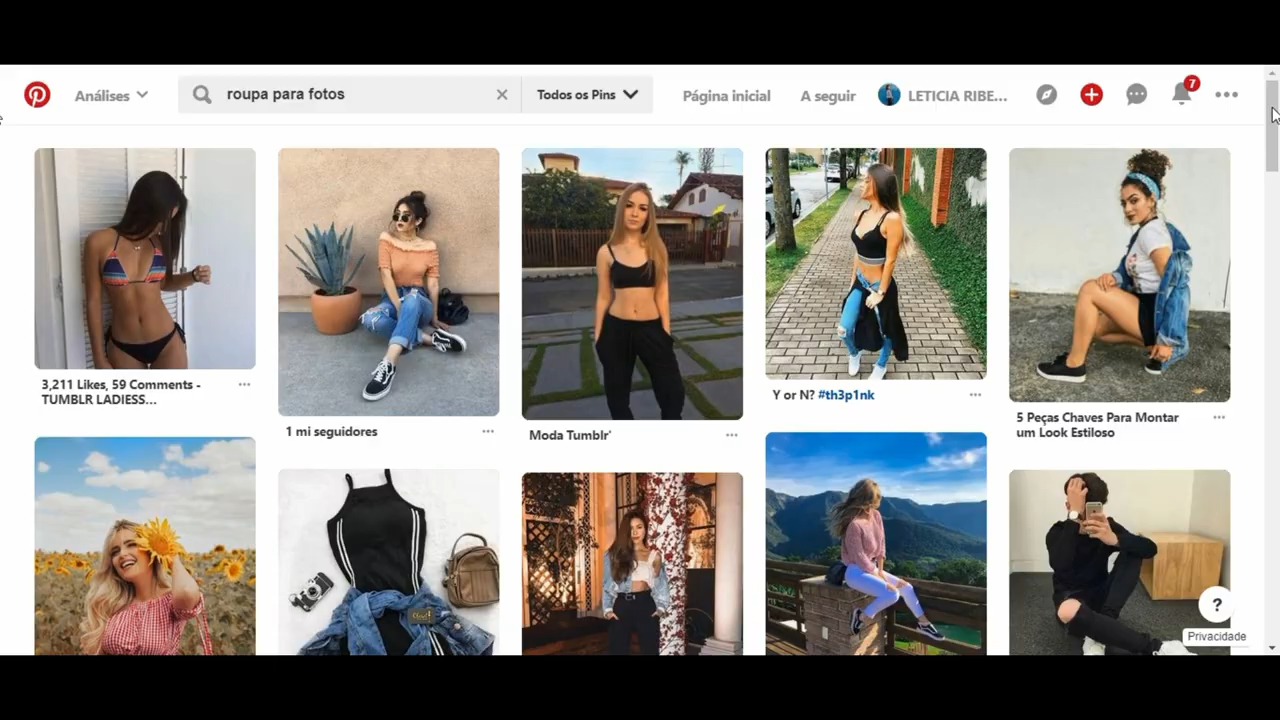 Análises
roupa para fotos
Todos os Pins
Página inicial
A seguir
LETICIA RIBE...
7
3,211 Likes, 59 Comments -
TUMBLR LADIESS...
1 mi seguidores
Moda Tumblr'
Y or N? #th3p1nk
5 Peças Chaves Para Montar
um Look Estiloso
?
Privacidade